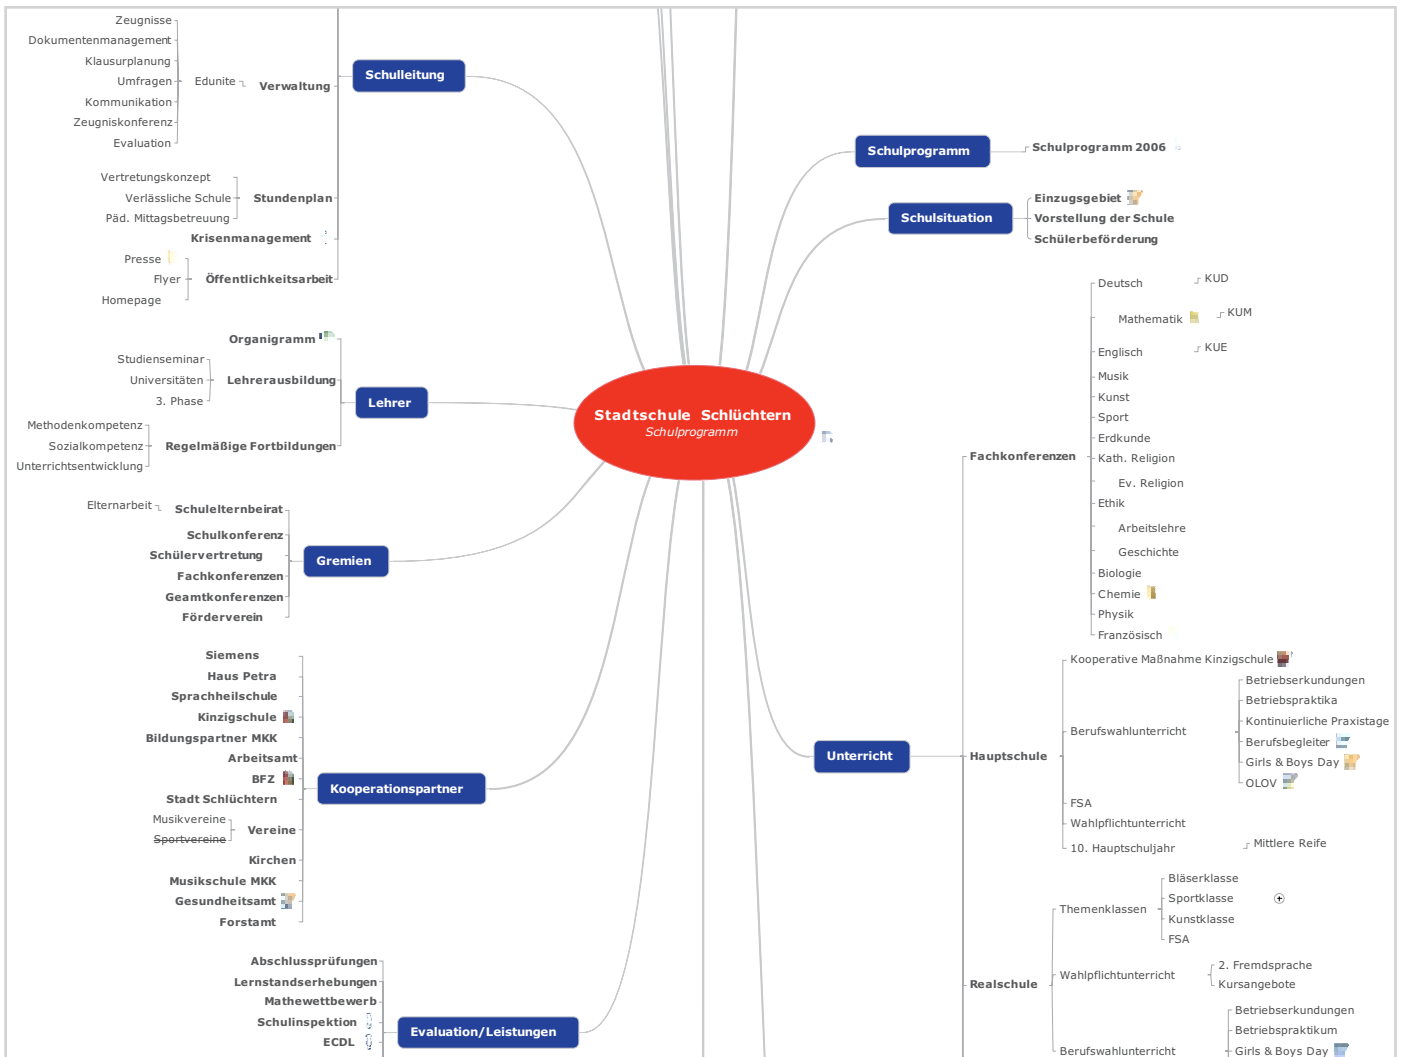 Zeugnisse
Dokumentenmanagement
Klausurplanung
Umfragen
Kommunikation
Zeugniskonferenz
Evaluation
Edunite
Verwaltung
Schulleitung
Vertretungskonzept
Verlässliche Schule
Päd. Mittagsbetreuung
Stundenplan
Krisenmanagement
Presse
Flyer
Homepage
Öffentlichkeitsarbeit
Organigramm
Studienseminar
Universitäten
3. Phase
Lehrerausbildung
Lehrer
Methodenkompetenz
Sozialkompetenz
Unterrichtsentwicklung
Regelmäßige Fortbildungen
Elternarbeit
Schulelternbeirat
Schulkonferenz
Schülervertretung
Fachkonferenzen
Geamtkonferenzen
Förderverein
Gremien
Siemens
Haus Petra
Sprachheilschule
Kinzigschule
Bildungspartner MKK
Arbeitsamt
BFZ
Stadt Schlüchtern
Musikvereine
Sportvereine
Vereine
Kirchen
Musikschule MKK
Gesundheitsamt
Forstamt
Kooperationspartner
Abschlussprüfungen
Lernstandserhebungen
Mathewettbewerb
Schulinspektion
ECDL
Evaluation/Leistungen
Stadtschule Schlüchtern
Schulprogramm
Schulprogramm
Schulprogramm 2006
Schulsituation
Einzugsgebiet
Vorstellung der Schule
Schülerbeförderung
Unterricht
Fachkonferenzen
Deutsch
KUD
Mathematik
KUM
Englisch
KUE
Musik
Kunst
Sport
Erdkunde
Kath. Religion
Ev. Religion
Ethik
Arbeitslehre
Geschichte
Biologie
Chemie
Physik
Französisch
Hauptschule
Kooperative Maßnahme Kinzigschule
Berufswahlunterricht
Betriebserkundungen
Betriebspraktika
Kontinuierliche Praxistage
Berufsbegleiter
Girls & Boys Day
OLOV
FSA
Wahlpflichtunterricht
10. Hauptschuljahr
Mittlere Reife
Realschule
Themenklassen
Bläserklasse
Sportklasse
Kunstklasse
FSA
Wahlpflichtunterricht
2. Fremdsprache
Kursangebote
Berufswahlunterricht
Betriebserkundungen
Betriebspraktikum
Girls & Boys Day